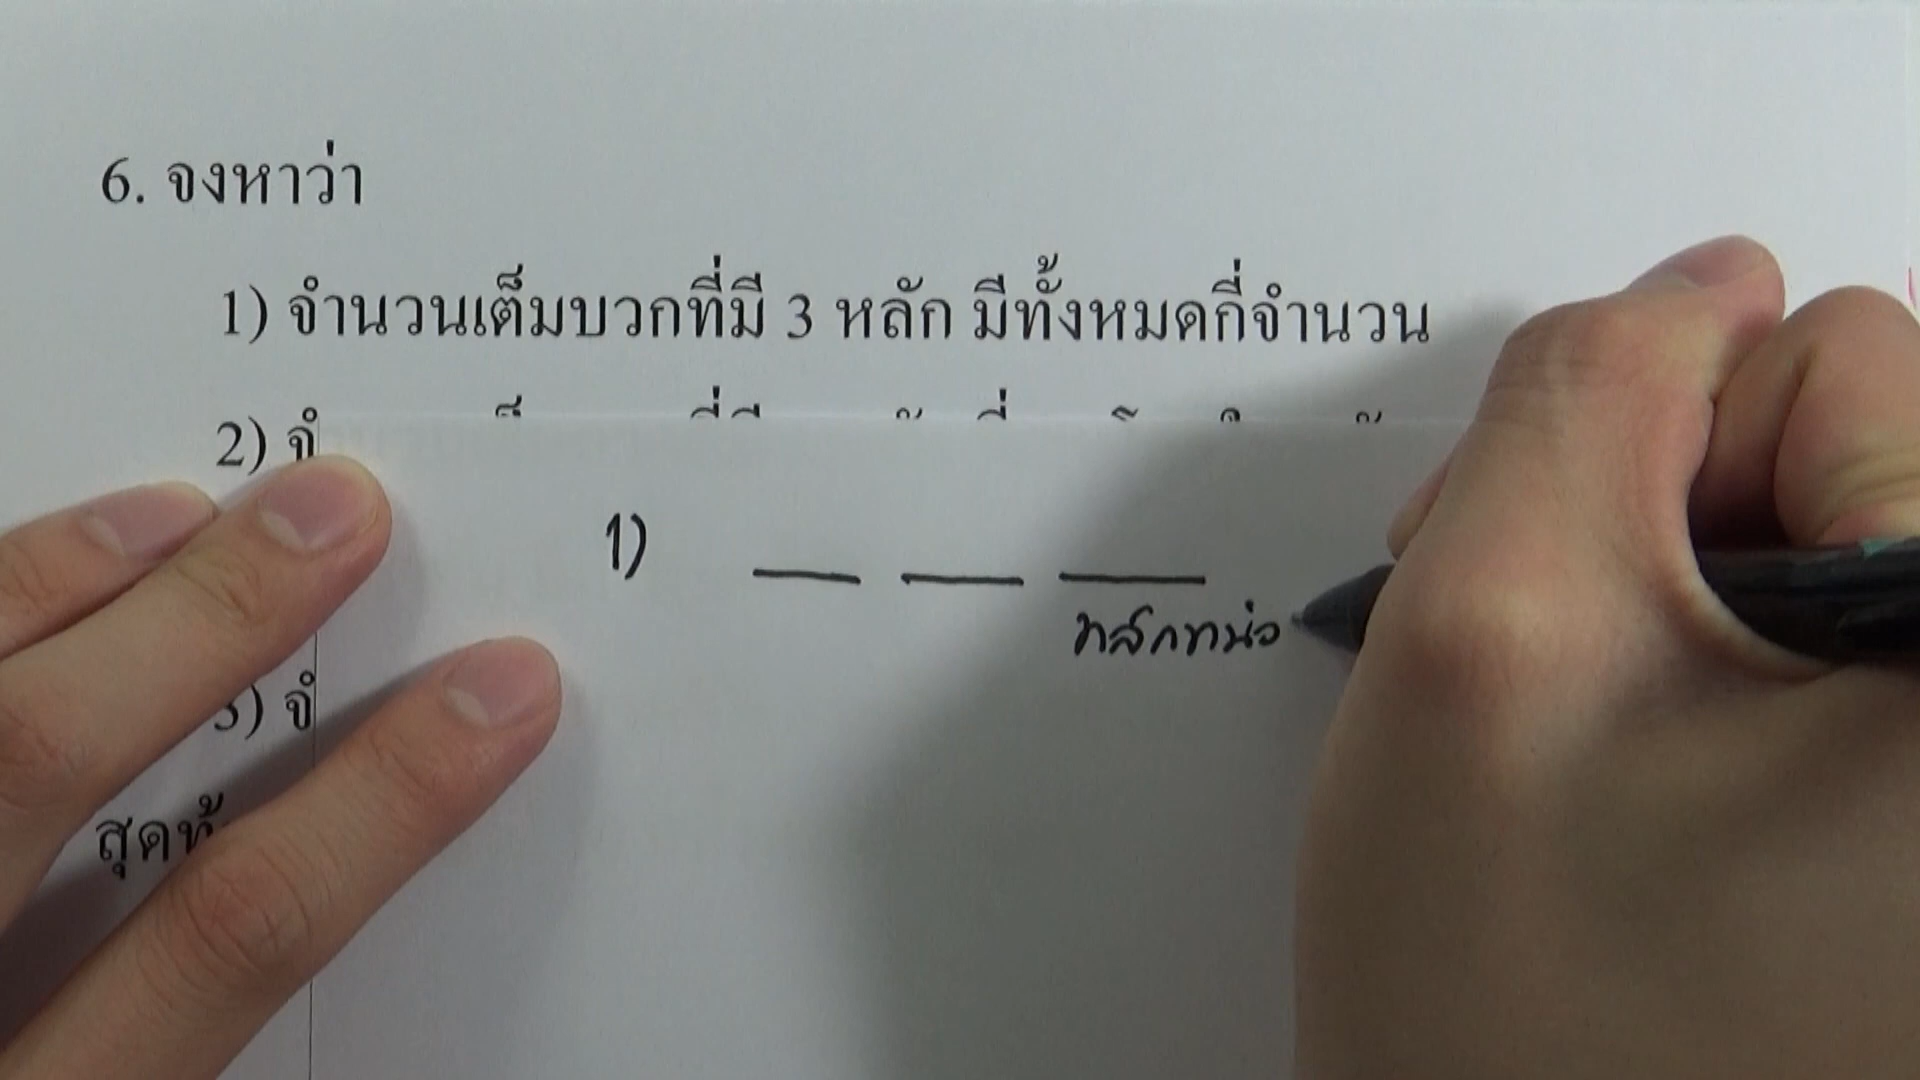 6. จงหาว่า
1) จำนวนเต็มบวกที่มี 3 หลัก มีทั้งหมดกี่จำนวน
2) จำ
1)
หลักหน่ว
3) จำ
สุดท้